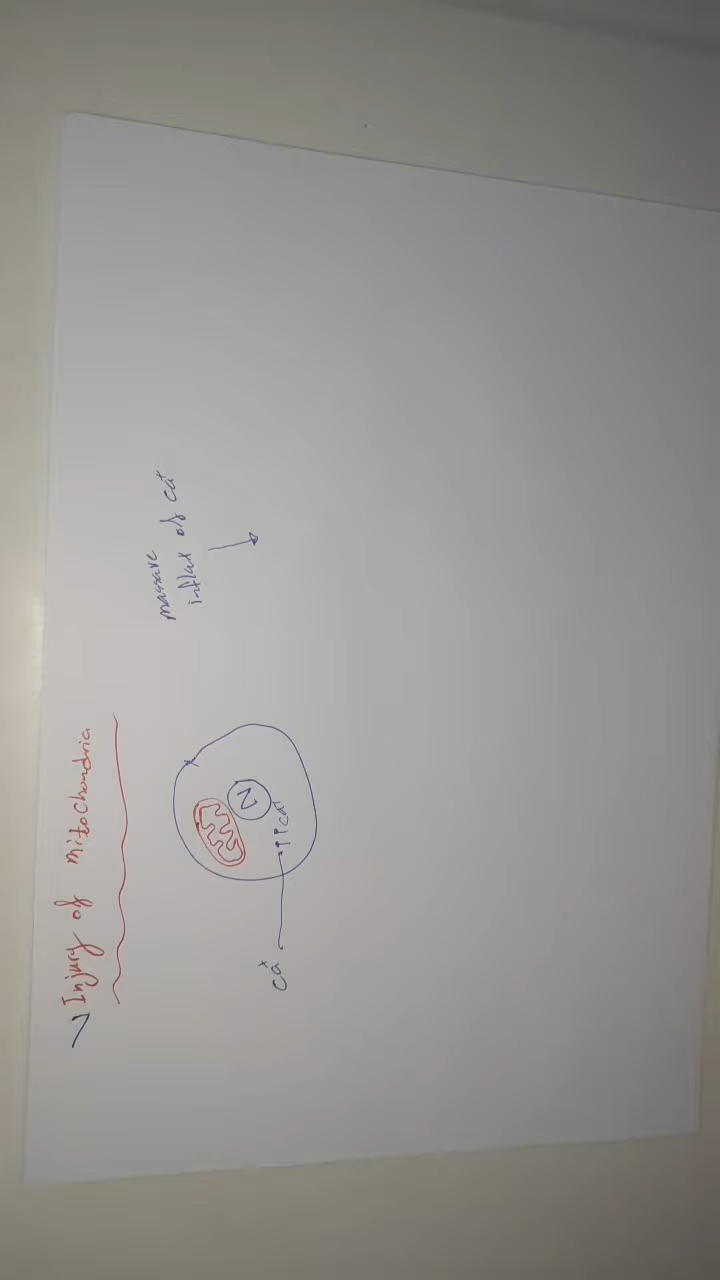 Injury of mitochondria
massive
influx of Ca⁺
N
↑↑Ca⁺
Ca⁺